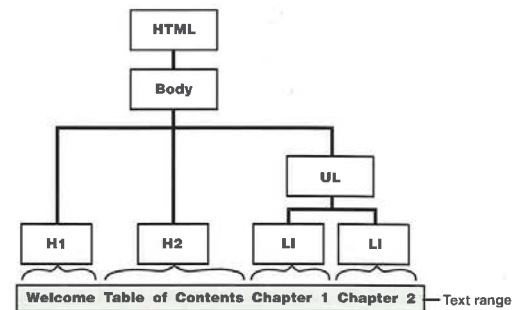 HTML
Body
UL
H1 H2 LI LI
Welcome Table of Contents Chapter 1 Chapter 2 Text range